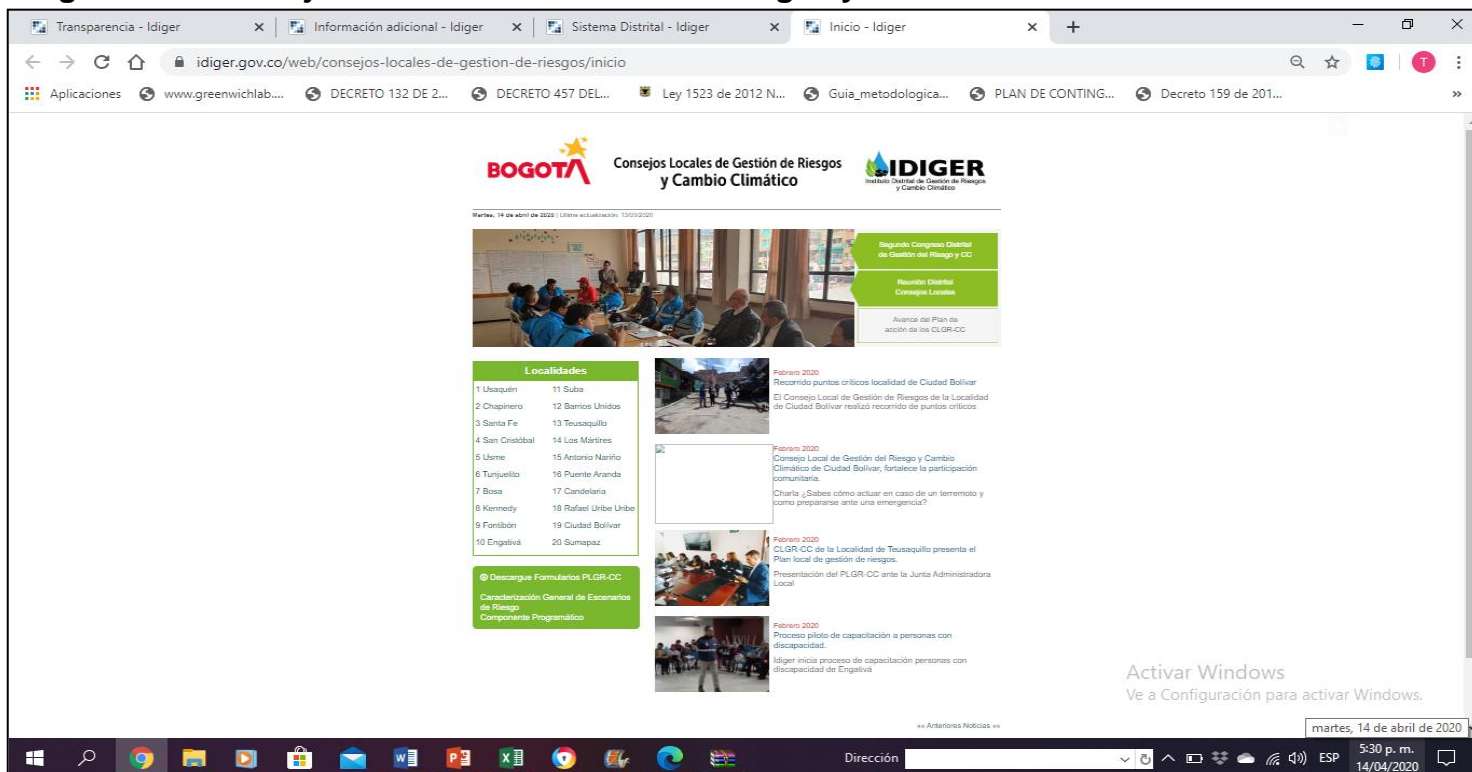 Transparencia - Idiger
Información adicional - Idiger
Sistema Distrital - Idiger
Inicio - Idiger
idiger.gov.co/web/consejos-locales-de-gestion-de-riesgos/inicio
T
Aplicaciones
www.greenwichlab....
DECRETO 132 DE 2...
DECRETO 457 DEL...
Ley 1523 de 2012 N...
Guia_metodologica...
PLAN DE CONTING...
Decreto 159 de 201...
»
BOGOTÁ
Consejos Locales de Gestión de Riesgos
y Cambio Climático
IDIGER
Instituto Distrital de Gestión de Riesgos
y Cambio Climático
Martes, 14 de abril de 2020 | Última actualización: 13/03/2020
Segundo Congreso Distrital
de Gestión del Riesgo y CC
Reunión Distrital
Consejos Locales
Avance del Plan de
acción de los CLGR-CC
Localidades
1 Usaquén
2 Chapinero
3 Santa Fe
4 San Cristóbal
5 Usme
6 Tunjuelito
7 Bosa
8 Kennedy
9 Fontibón
10 Engativá
11 Suba
12 Barrios Unidos
13 Teusaquillo
14 Los Mártires
15 Antonio Nariño
16 Puente Aranda
17 Candelaria
18 Rafael Uribe Uribe
19 Ciudad Bolívar
20 Sumapaz
Descargue Formularios PLGR-CC
Caracterización General de Escenarios
de Riesgo
Componente Programático
Febrero 2020
Recorrido puntos críticos localidad de Ciudad Bolívar
El Consejo Local de Gestión de Riesgos de la Localidad
de Ciudad Bolívar realizó recorrido de puntos críticos
Febrero 2020
Consejo Local de Gestión del Riesgo y Cambio
Climático de Ciudad Bolívar, fortalece la participación
comunitaria.
Charla ¿Sabes cómo actuar en caso de un terremoto y
como prepararse ante una emergencia?
Febrero 2020
CLGR-CC de la Localidad de Teusaquillo presenta el
Plan local de gestión de riesgos.
Presentación del PLGR-CC ante la Junta Administradora
Local
Febrero 2020
Proceso piloto de capacitación a personas con
discapacidad.
Idiger inicia proceso de capacitación personas con
discapacidad de Engativá
«« Anteriores Noticias »»
Activar Windows
Ve a Configuración para activar Windows.
martes, 14 de abril de 2020
Dirección
ESP
5:30 p. m.
14/04/2020